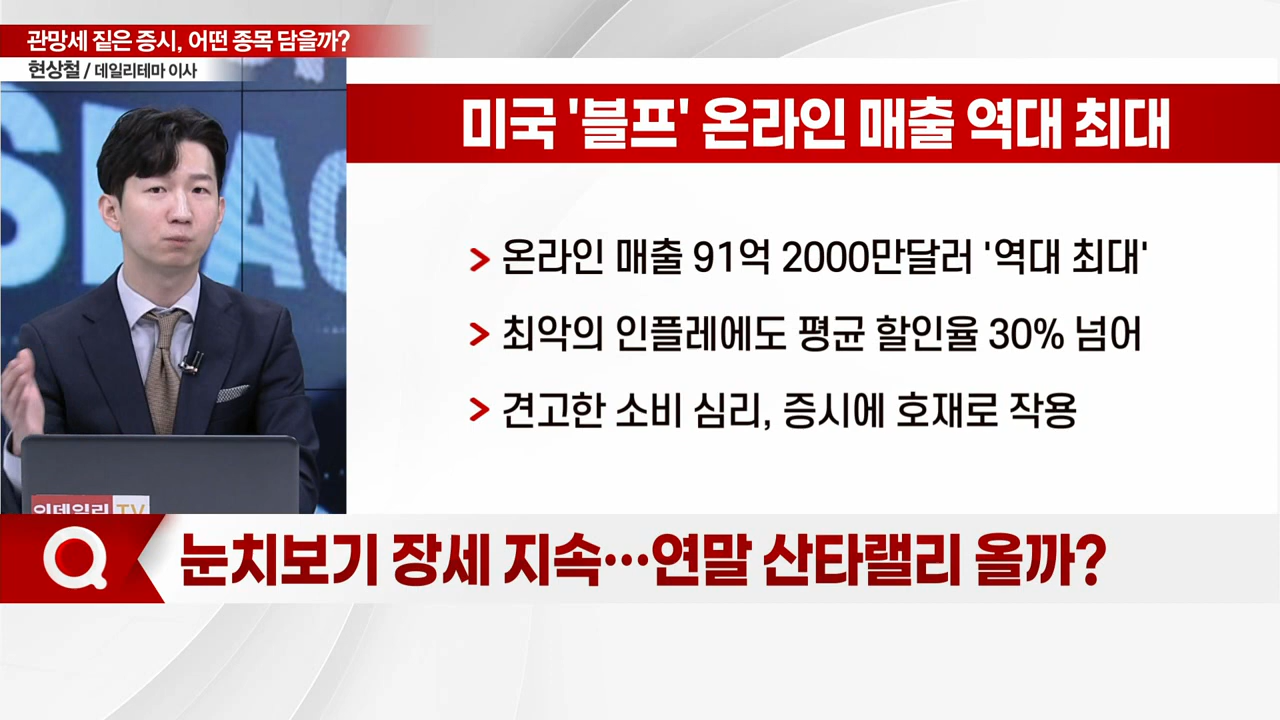 관망세 짙은 증시, 어떤 종목 담을까?
현상철 / 데일리테마 이사
미국 '블프' 온라인 매출 역대 최대
> 온라인 매출 91억 2000만달러 '역대 최대'
> 최악의 인플레에도 평균 할인율 30% 넘어
> 견고한 소비 심리, 증시에 호재로 작용
이데일리 TV
Q 눈치보기 장세 지속…연말 산타랠리 올까?